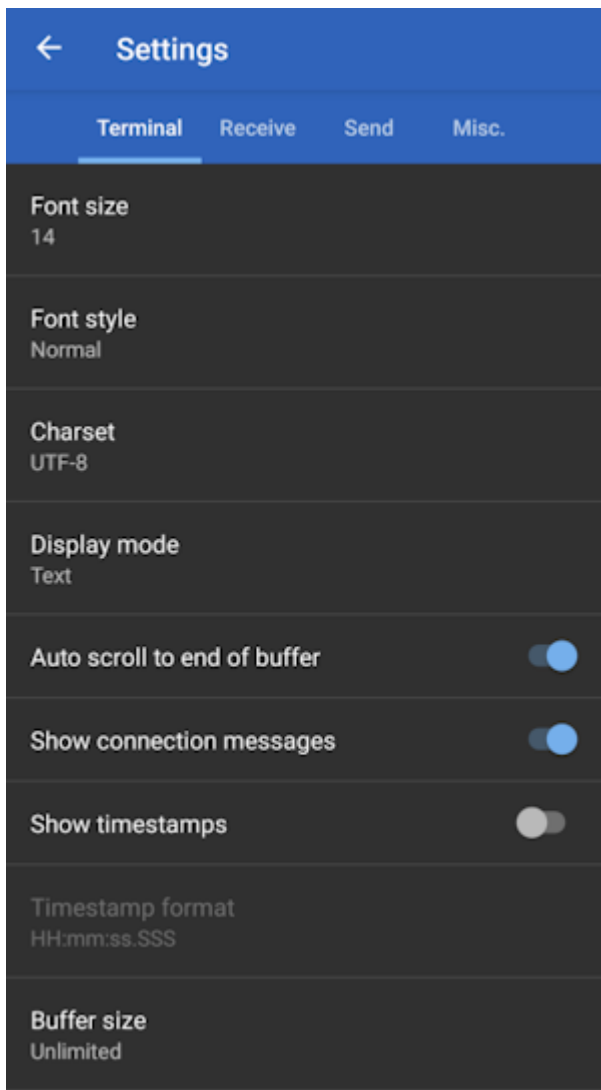 Settings
Terminal Receive Send Misc.
Font size
14
Font style
Normal
Charset
UTF-8
Display mode
Text
Auto scroll to end of buffer
Show connection messages
Show timestamps
Timestamp format
HH:mm:ss.SSS
Buffer size
Unlimited